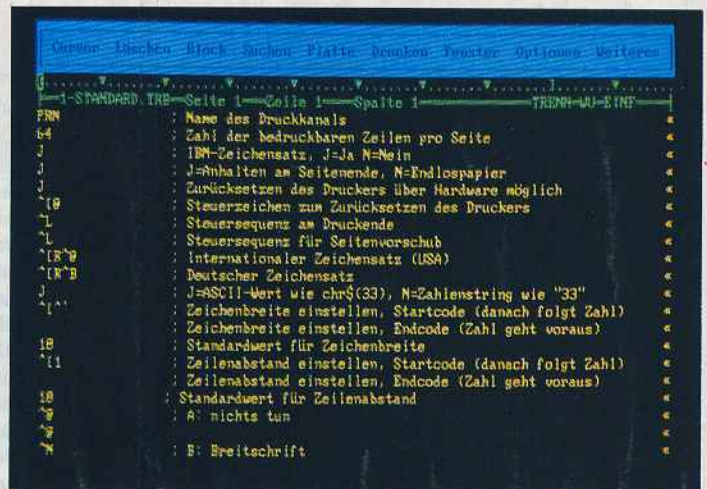 Cursor Löschen Block Suchen Platte Drucken Fenster Optionen Weiteres
1-STANDARD.TRB Seite 1 Zeile 1 Spalte 1 TRENN-WU-EINF
PRN : Name des Druckkanals «
64 : Zahl der bedruckbaren Zeilen pro Seite «
J : IBM-Zeichensatz, J=Ja N=Nein «
J : J=Anhalten am Seitenende, N=Endlospapier «
J : Zurücksetzen des Druckers über Hardware möglich «
^[@ : Steuerzeichen zum Zurücksetzen des Druckers «
^L : Steuersequenz am Druckende «
^L : Steuersequenz für Seitenvorschub «
^[R^@ : Internationaler Zeichensatz (USA) «
^[R^B : Deutscher Zeichensatz «
J : J=ASCII-Wert wie chr$(33), N=Zahlenstring wie "33" «
^[^' : Zeichenbreite einstellen, Startcode (danach folgt Zahl) «
: Zeichenbreite einstellen, Endcode (Zahl geht voraus) «
10 : Standardwert für Zeichenbreite «
^[1 : Zeilenabstand einstellen, Startcode (danach folgt Zahl) «
: Zeilenabstand einstellen, Endcode (Zahl geht voraus) «
10 : Standardwert für Zeilenabstand «
^@ : A: nichts tun «
^@ «
^N : B: Breitschrift «